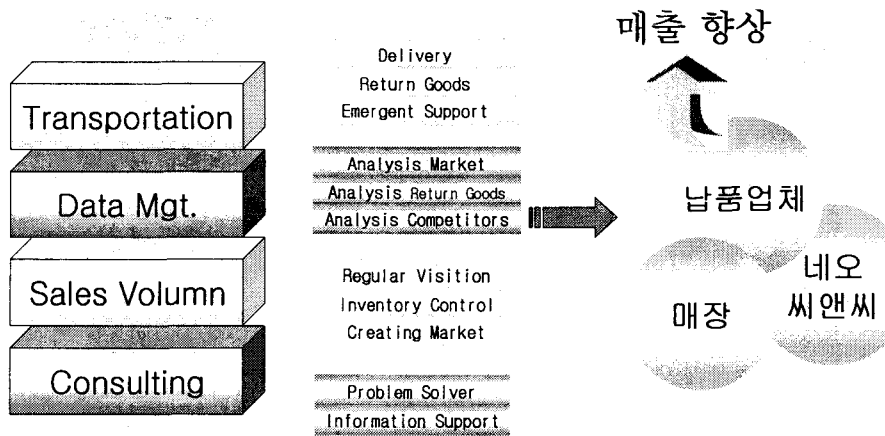 Transportation
Data Mgt.
Sales Volumn
Consulting
Delivery
Return Goods
Emergent Support
Analysis Market
Analysis Return Goods
Analysis Competitors
Regular Visition
Inventory Control
Creating Market
Problem Solver
Information Support
매출 향상
납품업체
매장
네오
씨앤씨